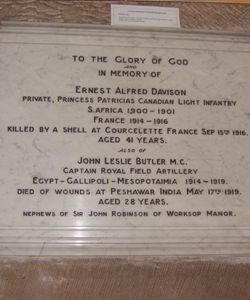 TO THE GLORY OF GOD
AND
IN MEMORY OF
ERNEST ALFRED DAVISON
PRIVATE, PRINCESS PATRICIAS CANADIAN LIGHT INFANTRY
S.AFRICA 1900 - 1901
FRANCE 1914 - 1916
KILLED BY A SHELL AT COURCELETTE FRANCE SEP 15TH 1916.
AGED 41 YEARS.
ALSO OF
JOHN LESLIE BUTLER M.C.
CAPTAIN ROYAL FIELD ARTILLERY
EGYPT - GALLIPOLI - MESOPOTAIMIA 1914 - 1919.
DIED OF WOUNDS AT PESHAWAR INDIA MAY 17TH 1919.
AGED 28 YEARS.
NEPHEWS OF SIR JOHN ROBINSON OF WORKSOP MANOR.